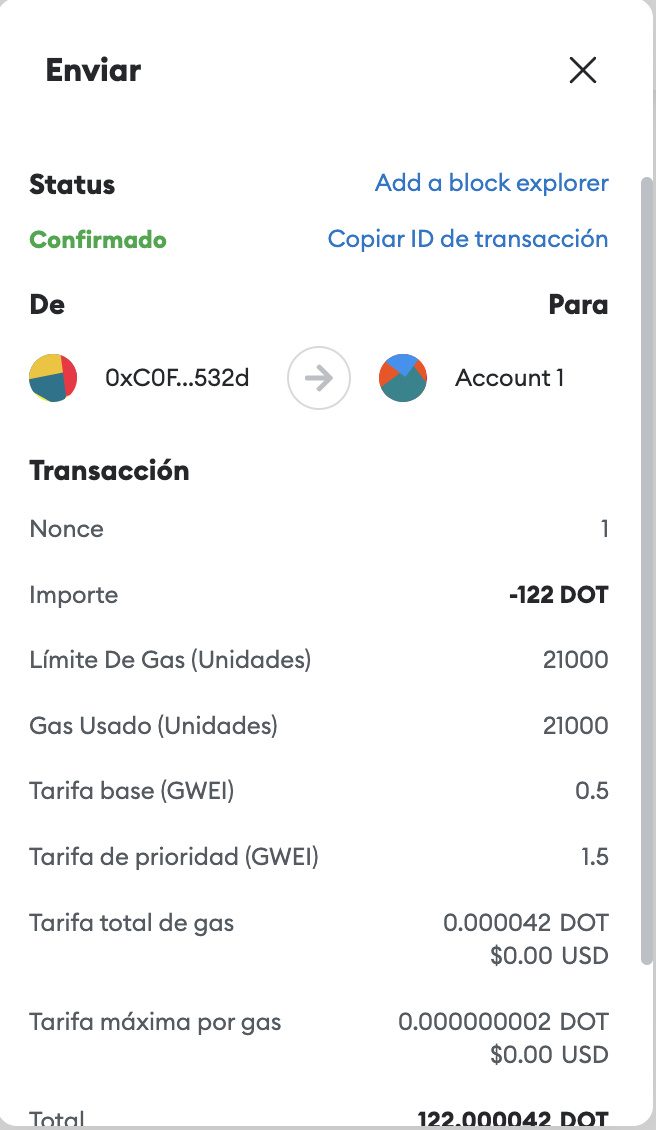 Enviar
Status
Add a block explorer
Confirmado
Copiar ID de transacción
De
Para
0xC0F...532d
Account 1
Transacción
Nonce
1
Importe
-122 DOT
Límite De Gas (Unidades)
21000
Gas Usado (Unidades)
21000
Tarifa base (GWEI)
0.5
Tarifa de prioridad (GWEI)
1.5
Tarifa total de gas
0.000042 DOT
$0.00 USD
Tarifa máxima por gas
0.000000002 DOT
$0.00 USD
Total
122.000042 DOT